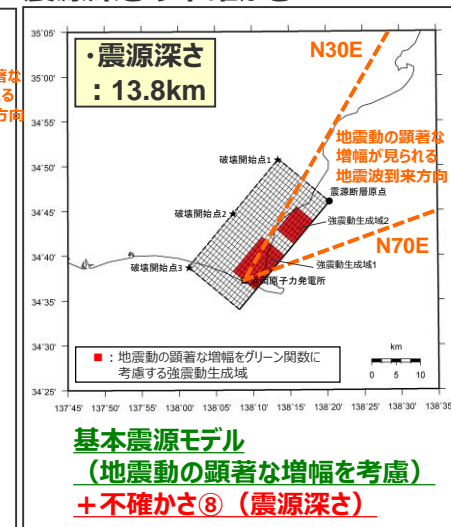 著な
る
方向
・震源深さ
：13.8km
N30E
地震動の顕著な
増幅が見られる
地震波到来方向
N70E
破壊開始点1
破壊開始点2
破壊開始点3
震源断層原点
強震動生成域2
強震動生成域1
原子力発電所
■：地震動の顕著な増幅をグリーン関数に
考慮する強震動生成域
km
0 5 10
35˚05'
35˚00'
34˚55'
34˚50'
34˚45'
34˚40'
34˚35'
34˚30'
34˚25'
137˚45' 137˚55' 138˚00' 138˚05' 138˚10' 138˚15' 138˚20' 138˚25' 138˚30' 138˚35'
基本震源モデル
（地震動の顕著な増幅を考慮）
＋不確かさ⑧（震源深さ）